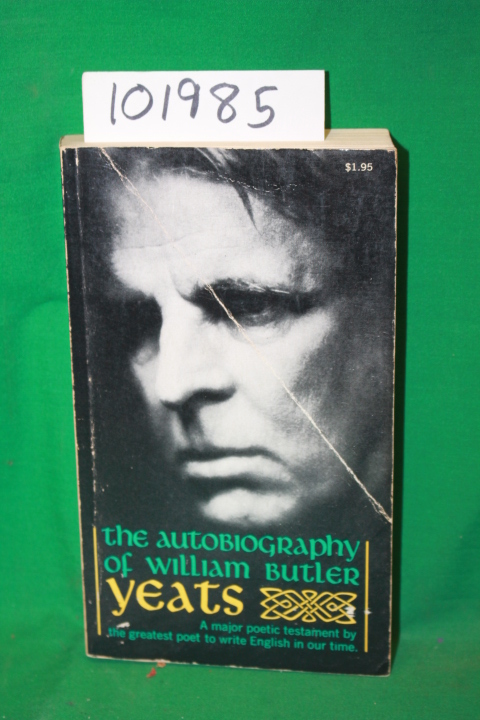 101985
$1.95
the autobiography
of william butler
yeats
A major poetic testament by
the greatest poet to write English in our time.